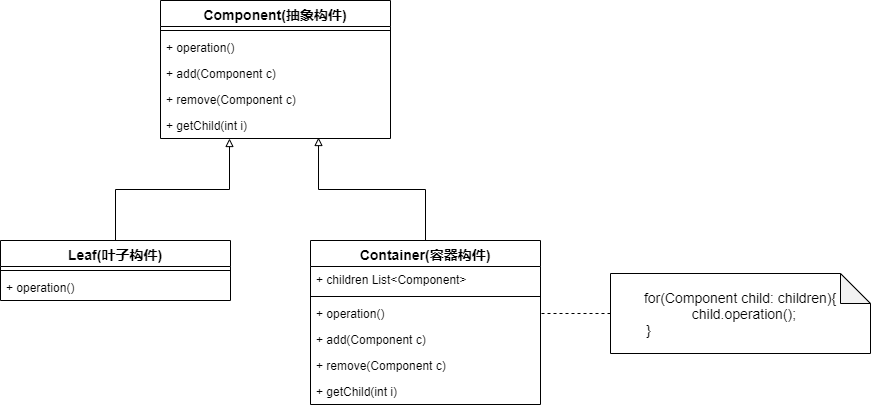 Component(抽象构件)
+ operation()
+ add(Component c)
+ remove(Component c)
+ getChild(int i)
Leaf(叶子构件)
+ operation()
Container(容器构件)
+ children List<Component>
+ operation()
+ add(Component c)
+ remove(Component c)
+ getChild(int i)
for(Component child: children){
child.operation();
}